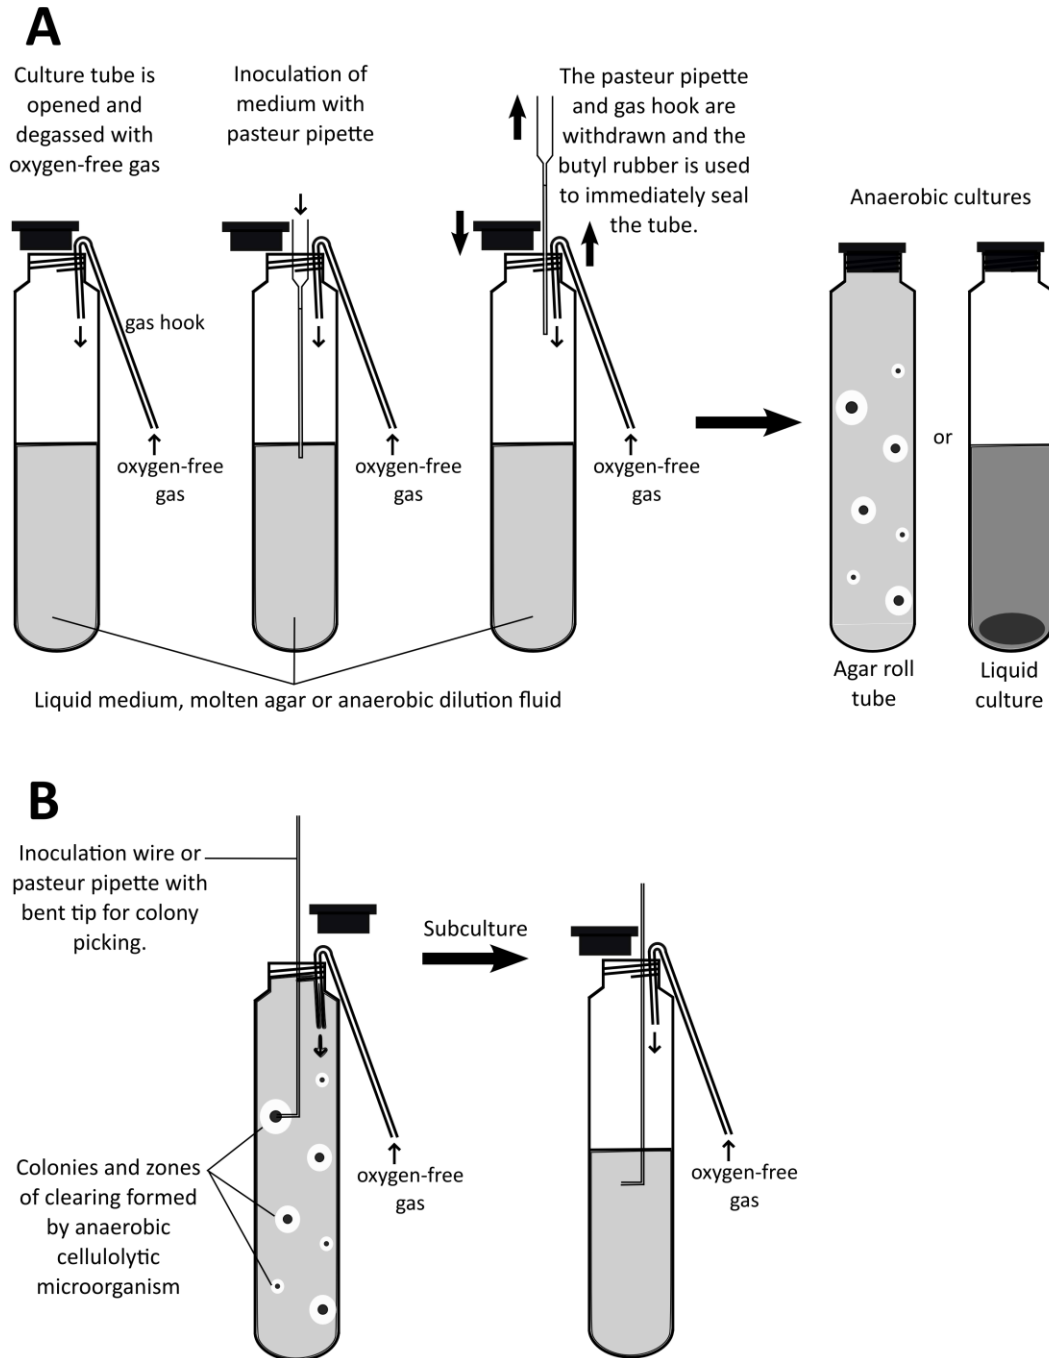 A
Culture tube is
opened and
degassed with
oxygen-free gas
Inoculation of
medium with
pasteur pipette
The pasteur pipette
and gas hook are
withdrawn and the
butyl rubber is used
to immediately seal
the tube.
Anaerobic cultures
gas hook
oxygen-free
gas
oxygen-free
gas
oxygen-free
gas
or
Agar roll
tube
Liquid
culture
Liquid medium, molten agar or anaerobic dilution fluid
B
Inoculation wire or
pasteur pipette with
bent tip for colony
picking.
Subculture
Colonies and zones
of clearing formed
by anaerobic
cellulolytic
microorganism
oxygen-free
gas
oxygen-free
gas